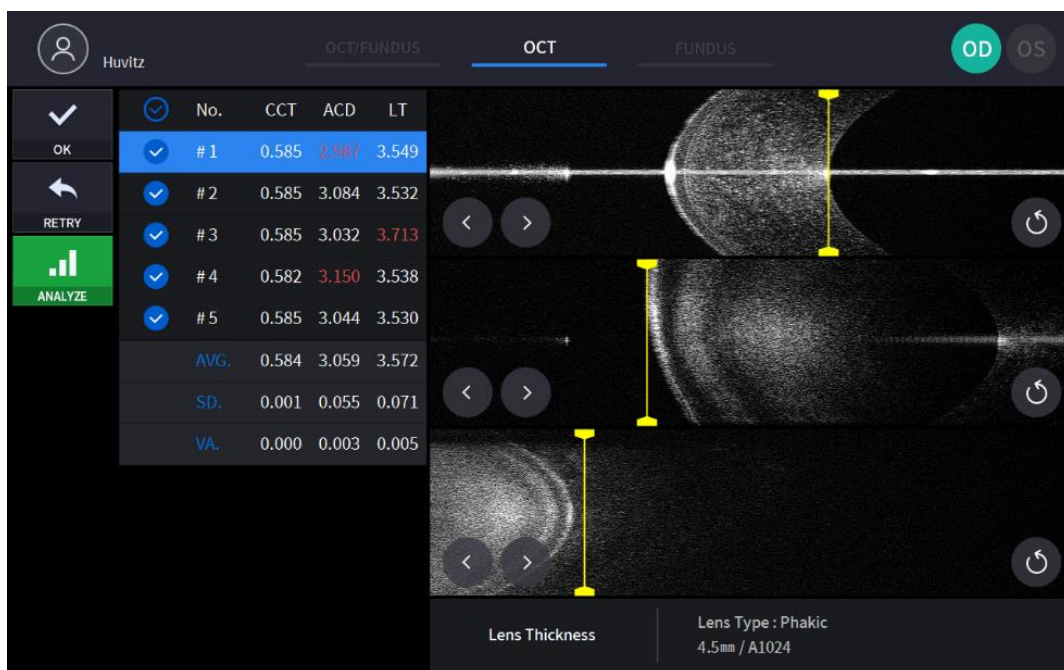 Huvitz
OCT/FUNDUS
OCT
FUNDUS
OD
OS
OK
RETRY
ANALYZE
No. CCT ACD LT
#1 0.585 2.987 3.549
#2 0.585 3.084 3.532
#3 0.585 3.032 3.713
#4 0.582 3.150 3.538
#5 0.585 3.044 3.530
AVG. 0.584 3.059 3.572
SD. 0.001 0.055 0.071
VA. 0.000 0.003 0.005
Lens Thickness
Lens Type : Phakic
4.5mm / A1024